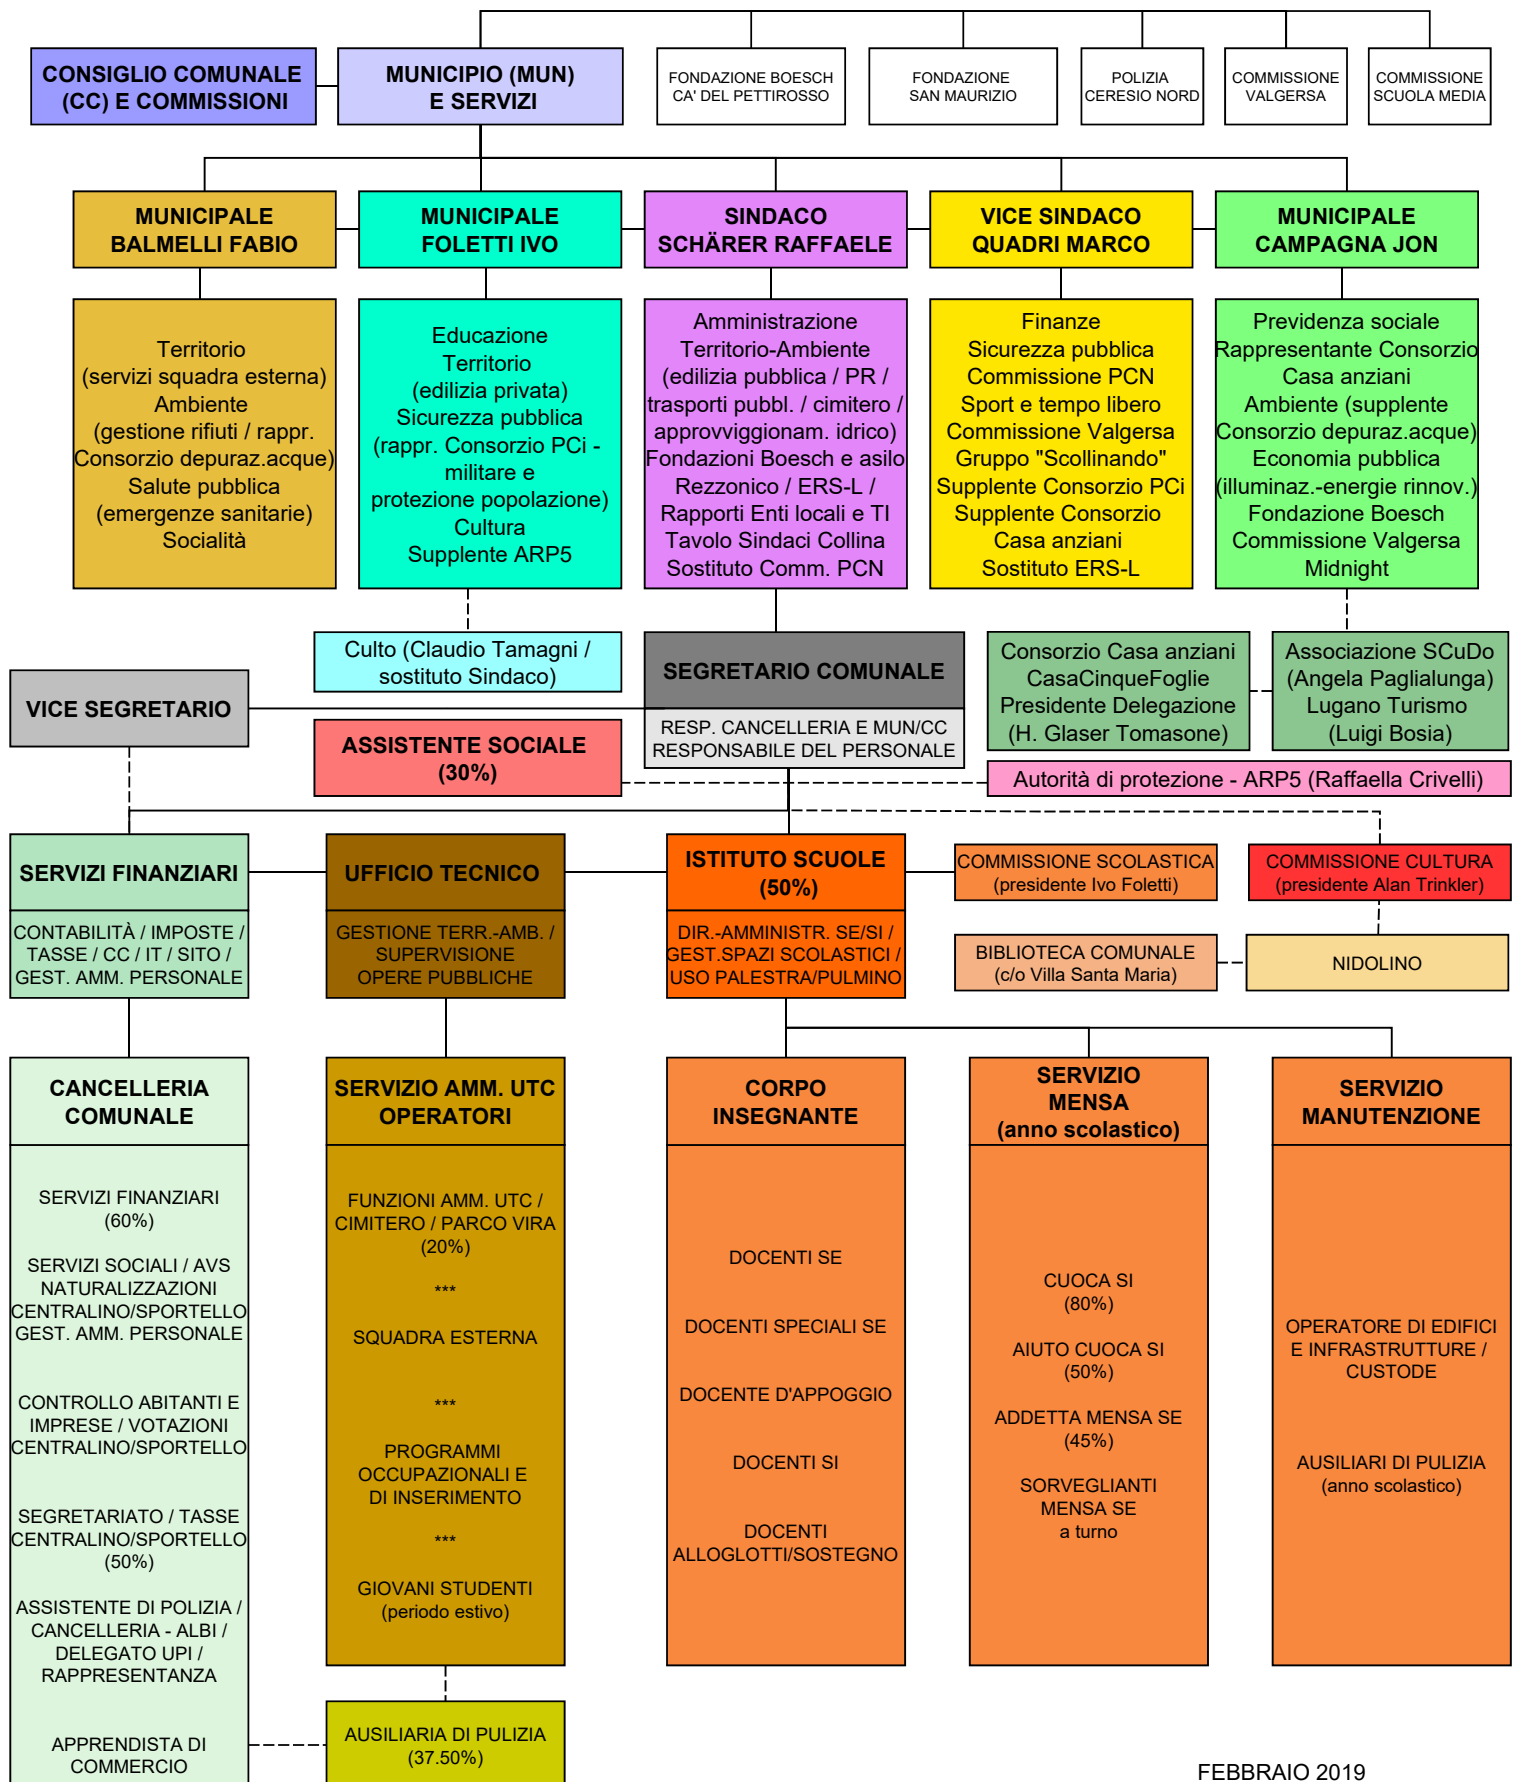 CONSIGLIO COMUNALE
(CC) E COMMISSIONI
MUNICIPIO (MUN)
E SERVIZI
FONDAZIONE BOESCH
CA' DEL PETTIROSSO
FONDAZIONE
SAN MAURIZIO
POLIZIA
CERESIO NORD
COMMISSIONE
VALGERSA
COMMISSIONE
SCUOLA MEDIA
MUNICIPALE
BALMELLI FABIO
MUNICIPALE
FOLETTI IVO
SINDACO
SCHÄRER RAFFAELE
VICE SINDACO
QUADRI MARCO
MUNICIPALE
CAMPAGNA JON
Territorio
(servizi squadra esterna)
Ambiente
(gestione rifiuti / rappr.
Consorzio depuraz.acque)
Salute pubblica
(emergenze sanitarie)
Socialità
Educazione
Territorio
(edilizia privata)
Sicurezza pubblica
(rappr. Consorzio PCi -
militare e
protezione popolazione)
Cultura
Supplente ARP5
Amministrazione
Territorio-Ambiente
(edilizia pubblica / PR /
trasporti pubbl. / cimitero /
approvviggionam. idrico)
Fondazioni Boesch e asilo
Rezzonico / ERS-L /
Rapporti Enti locali e TI
Tavolo Sindaci Collina
Sostituto Comm. PCN
Finanze
Sicurezza pubblica
Commissione PCN
Sport e tempo libero
Commissione Valgersa
Gruppo "Scollinando"
Supplente Consorzio PCi
Supplente Consorzio
Casa anziani
Sostituto ERS-L
Previdenza sociale
Rappresentante Consorzio
Casa anziani
Ambiente (supplente
Consorzio depuraz.acque)
Economia pubblica
(illuminaz.-energie rinnov.)
Fondazione Boesch
Commissione Valgersa
Midnight
Culto (Claudio Tamagni /
sostituto Sindaco)
SEGRETARIO COMUNALE
RESP. CANCELLERIA E MUN/CC
RESPONSABILE DEL PERSONALE
Consorzio Casa anziani
CasaCinqueFoglie
Presidente Delegazione
(H. Glaser Tomasone)
Associazione SCuDo
(Angela Paglialunga)
Lugano Turismo
(Luigi Bosia)
VICE SEGRETARIO
ASSISTENTE SOCIALE
(30%)
Autorità di protezione - ARP5 (Raffaella Crivelli)
SERVIZI FINANZIARI
CONTABILITÀ / IMPOSTE /
TASSE / CC / IT / SITO /
GEST. AMM. PERSONALE
UFFICIO TECNICO
GESTIONE TERR.-AMB. /
SUPERVISIONE
OPERE PUBBLICHE
ISTITUTO SCUOLE
(50%)
DIR.-AMMINISTR. SE/SI /
GEST.SPAZI SCOLASTICI /
USO PALESTRA/PULMINO
COMMISSIONE SCOLASTICA
(presidente Ivo Foletti)
COMMISSIONE CULTURA
(presidente Alan Trinkler)
BIBLIOTECA COMUNALE
(c/o Villa Santa Maria)
NIDOLINO
CANCELLERIA
COMUNALE
SERVIZI FINANZIARI
(60%)
SERVIZI SOCIALI / AVS
NATURALIZZAZIONI
CENTRALINO/SPORTELLO
GEST. AMM. PERSONALE
CONTROLLO ABITANTI E
IMPRESE / VOTAZIONI
CENTRALINO/SPORTELLO
SEGRETARIATO / TASSE
CENTRALINO/SPORTELLO
(50%)
ASSISTENTE DI POLIZIA /
CANCELLERIA - ALBI /
DELEGATO UPI /
RAPPRESENTANZA
APPRENDISTA DI
COMMERCIO
SERVIZIO AMM. UTC
OPERATORI
FUNZIONI AMM. UTC /
CIMITERO / PARCO VIRA
(20%)
***
SQUADRA ESTERNA
***
PROGRAMMI
OCCUPAZIONALI E
DI INSERIMENTO
***
GIOVANI STUDENTI
(periodo estivo)
AUSILIARIA DI PULIZIA
(37.50%)
CORPO
INSEGNANTE
DOCENTI SE
DOCENTI SPECIALI SE
DOCENTE D'APPOGGIO
DOCENTI SI
DOCENTI
ALLOGLOTTI/SOSTEGNO
SERVIZIO
MENSA
(anno scolastico)
CUOCA SI
(80%)
AIUTO CUOCA SI
(50%)
ADDETTA MENSA SE
(45%)
SORVEGLIANTI
MENSA SE
a turno
SERVIZIO
MANUTENZIONE
OPERATORE DI EDIFICI
E INFRASTRUTTURE /
CUSTODE
AUSILIARI DI PULIZIA
(anno scolastico)
FEBBRAIO 2019